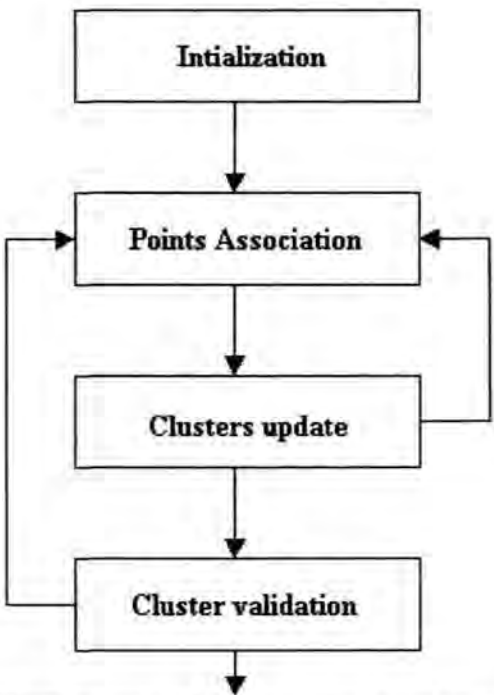 Intialization
Points Association
Clusters update
Cluster validation